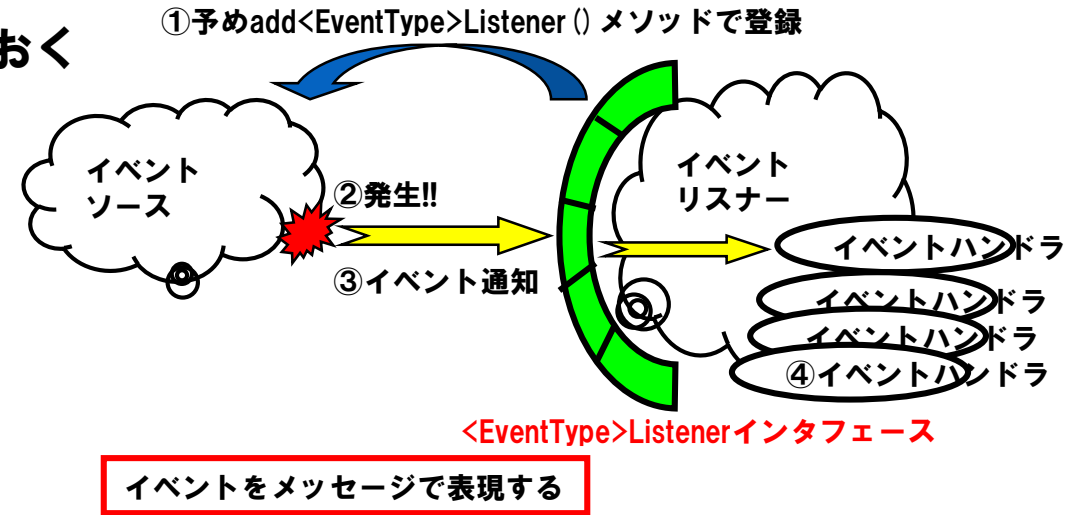 ①予めadd<EventType>Listener()メソッドで登録
おく
イベント
ソース
②発生!!
③イベント通知
イベント
リスナー
イベントハンドラ
イベントハンドラ
イベントハンドラ
④イベントハンドラ
<EventType>Listenerインタフェース
イベントをメッセージで表現する